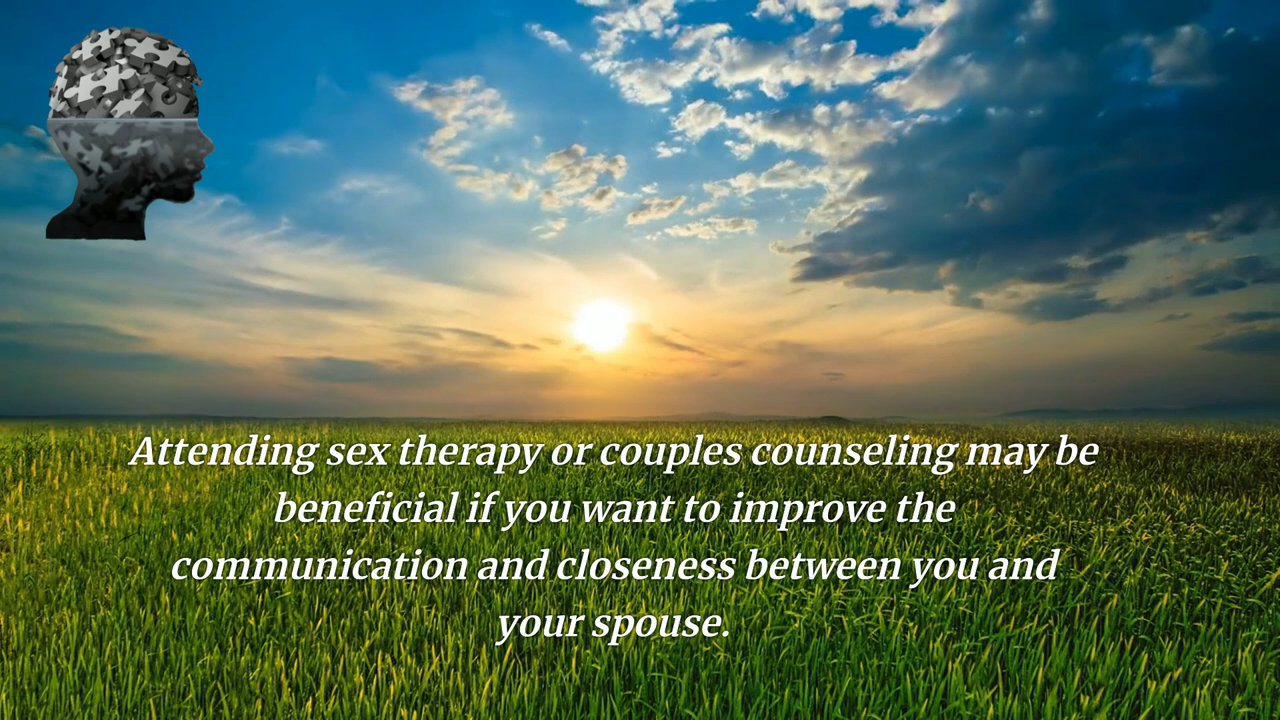 Attending sex therapy or couples counseling may be
beneficial if you want to improve the
communication and closeness between you and
your spouse.